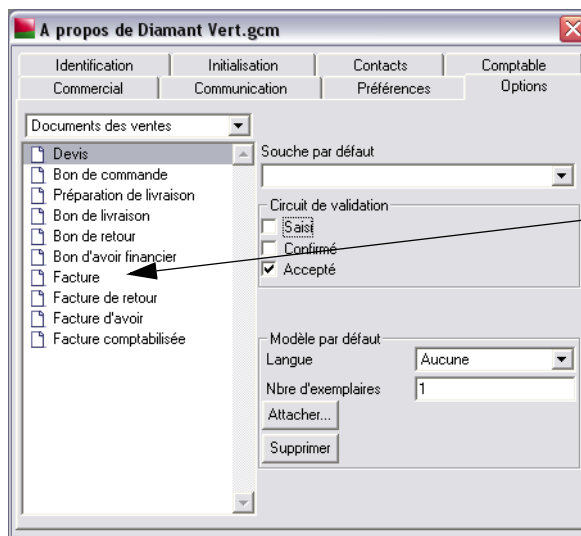 A propos de Diamant Vert.gcm
Identification Initialisation Contacts Comptable
Commercial Communication Préférences Options
Documents des ventes
Devis
Bon de commande
Préparation de livraison
Bon de livraison
Bon de retour
Bon d'avoir financier
Facture
Facture de retour
Facture d'avoir
Facture comptabilisée
Souche par défaut
Circuit de validation
Saisi
Confirmé
Accepté
Modèle par défaut
Langue Aucune
Nbre d'exemplaires 1
Attacher...
Supprimer